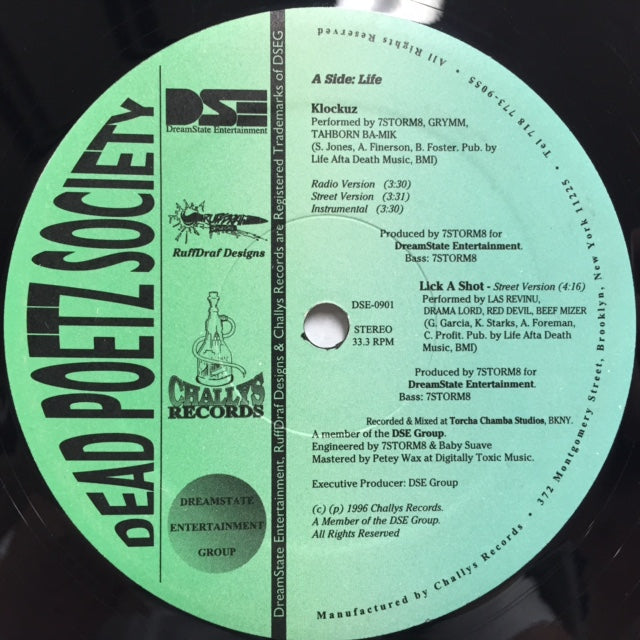 DEAD POETZ SOCIETY
DSE
DreamState Entertainment
RUFFDRAF
RuffDraf Designs
CHALLYS
RECORDS
DREAMSTATE
ENTERTAINMENT
GROUP
DreamState Entertainment, RuffDraf Designs & Challys Records are Registered Trademarks of DSEG
A Side: Life
Klockuz
Performed by 7STORM8, GRYMM,
TAHBORN BA-MIK
(S. Jones, A. Finerson, B. Foster. Pub. by
Life Afta Death Music, BMI)
Radio Version (3:30)
Street Version (3:31)
Instrumental (3:30)
Produced by 7STORM8 for
DreamState Entertainment.
Bass: 7STORM8
DSE-0901
STEREO
33.3 RPM
Lick A Shot - Street Version (4:16)
Performed by LAS REVINU,
DRAMA LORD, RED DEVIL, BEEF MIZER
(G. Garcia, K. Starks, A. Foreman,
C. Profit. Pub. by Life Afta Death
Music, BMI)
Produced by 7STORM8 for
DreamState Entertainment.
Bass: 7STORM8
Recorded & Mixed at Torcha Chamba Studios, BKNY.
A member of the DSE Group.
Engineered by 7STORM8 & Baby Suave
Mastered by Petey Wax at Digitally Toxic Music.
Executive Producer: DSE Group
(c) (p) 1996 Challys Records.
A Member of the DSE Group.
All Rights Reserved
Manufactured by Challys Records • 372 Montgomery Street, Brooklyn, New York 11225 • Tel: 718 773-9055 • All Rights Reserved